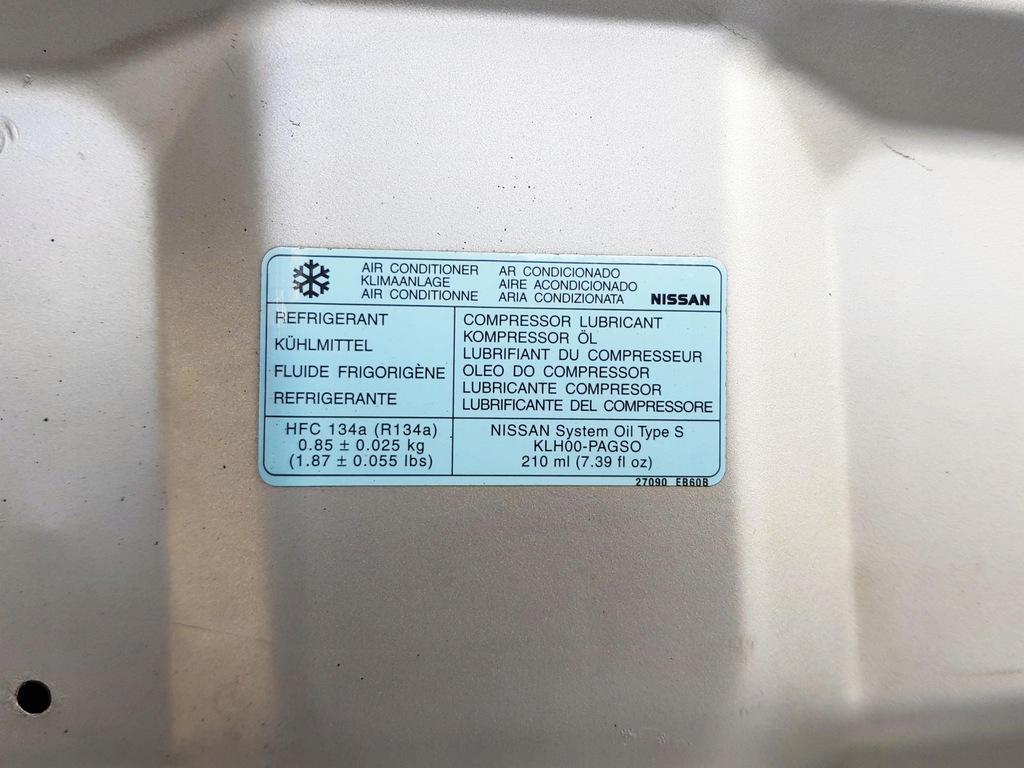 AIR CONDITIONER AR CONDICIONADO
KLIMAANLAGE AIRE ACONDICIONADO
AIR CONDITIONNE ARIA CONDIZIONATA NISSAN
REFRIGERANT
KÜHLMITTEL
FLUIDE FRIGORIGÈNE
REFRIGERANTE
COMPRESSOR LUBRICANT
KOMPRESSOR ÖL
LUBRIFIANT DU COMPRESSEUR
OLEO DO COMPRESSOR
LUBRICANTE COMPRESOR
LUBRIFICANTE DEL COMPRESSORE
HFC 134a (R134a)
0.85 ± 0.025 kg
(1.87 ± 0.055 lbs)
NISSAN System Oil Type S
KLH00-PAGSO
210 ml (7.39 fl oz)
27090 EB60B